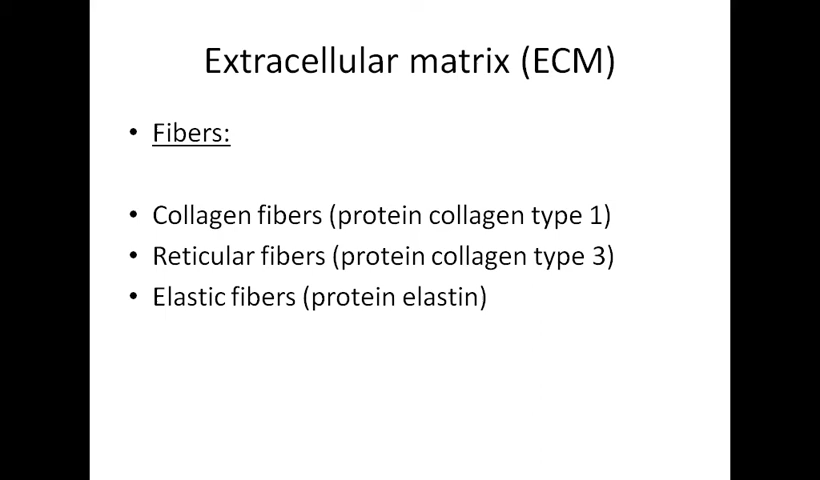 Extracellular matrix (ECM)
• Fibers:
• Collagen fibers (protein collagen type 1)
• Reticular fibers (protein collagen type 3)
• Elastic fibers (protein elastin)